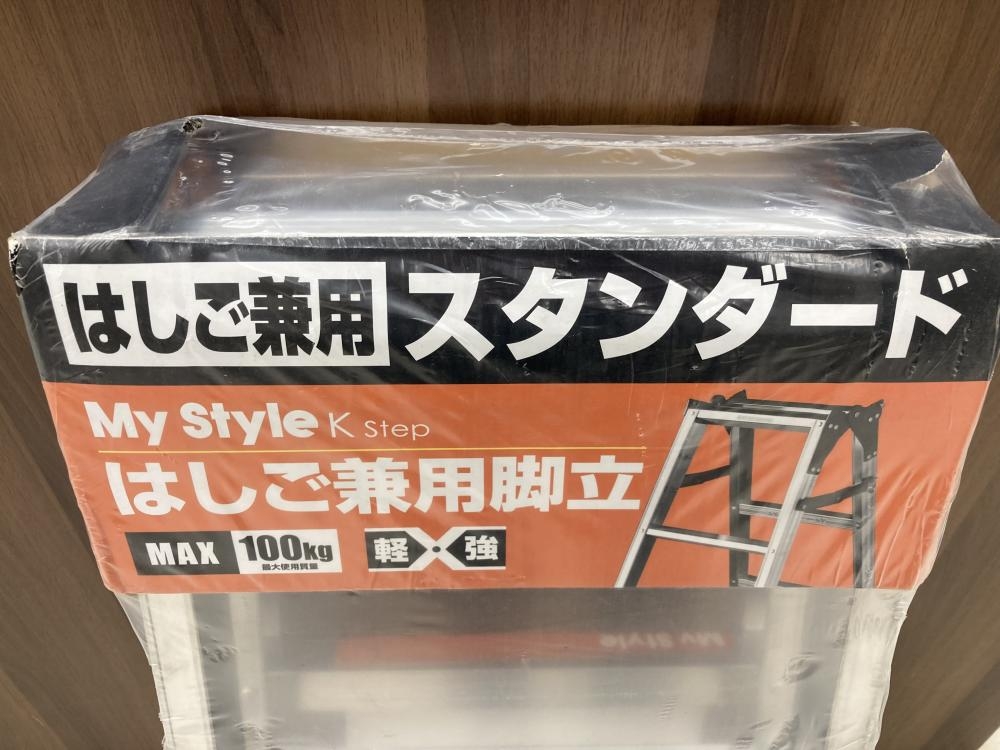 はしご兼用 スタンダード
My Style K Step
はしご兼用脚立
MAX 100kg 軽・強
最大使用質量
My Style